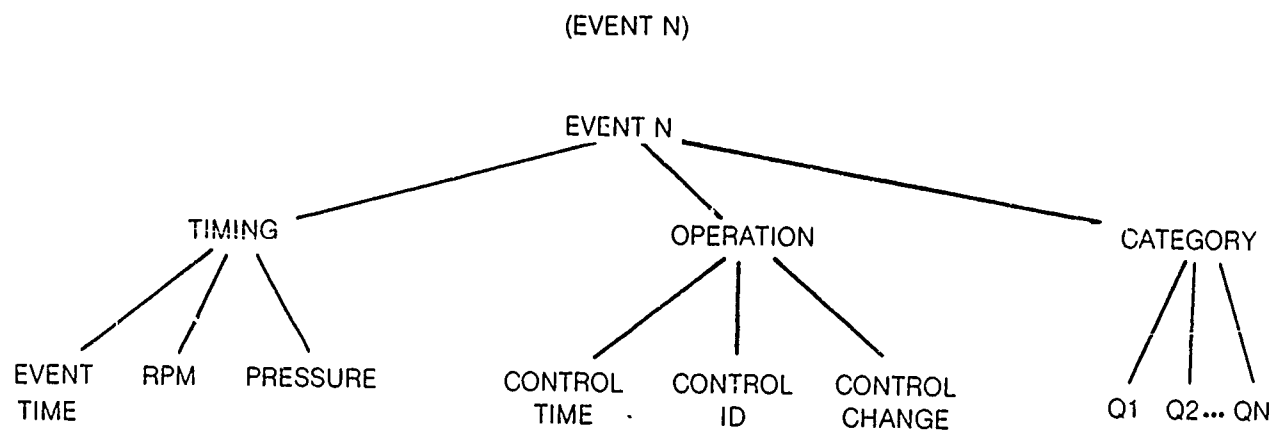 (EVENT N)
EVENT N
TIMING
OPERATION
CATEGORY
EVENT TIME
RPM
PRESSURE
CONTROL TIME
CONTROL ID
CONTROL CHANGE
Q1 Q2... QN